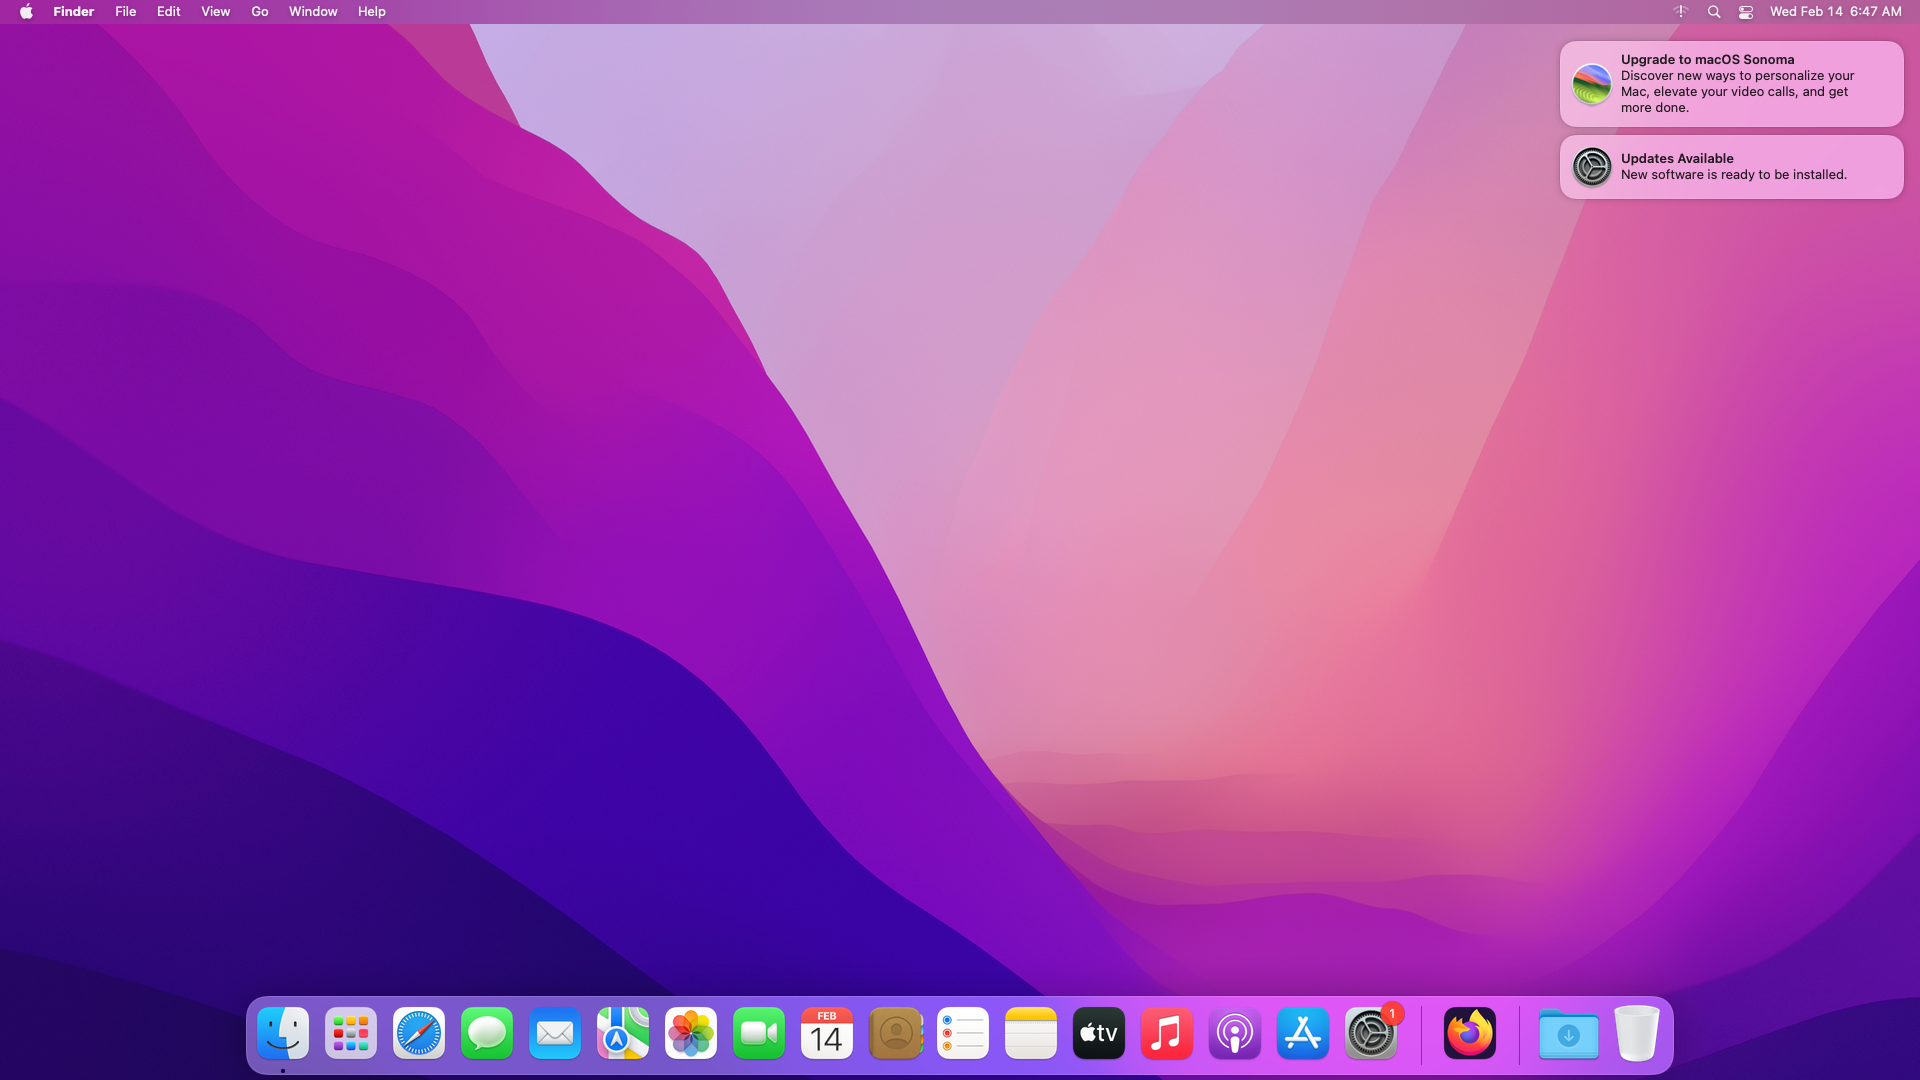 Finder File Edit View Go Window Help
Wed Feb 14 6:47 AM
Upgrade to macOS Sonoma
Discover new ways to personalize your
Mac, elevate your video calls, and get
more done.
Updates Available
New software is ready to be installed.
FEB
14
tv
1